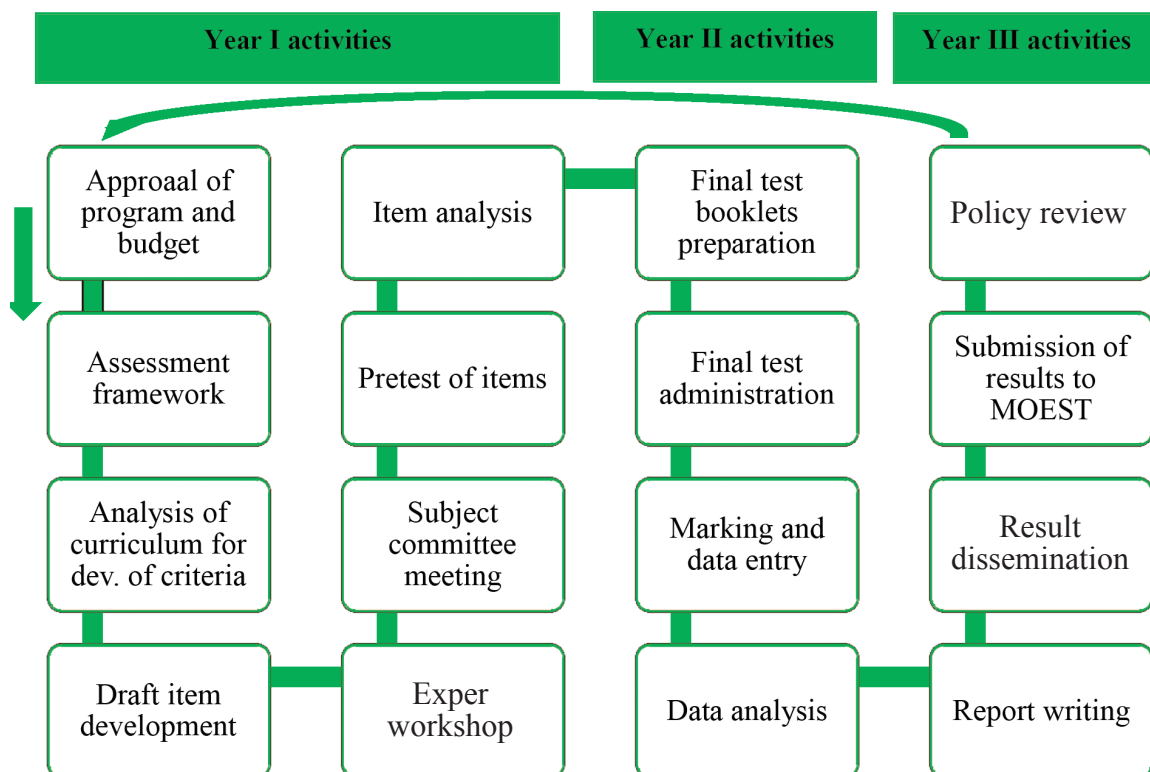 Year I activities
Year II activities
Year III activities
Approaal of
program and
budget
Item analysis
Final test
booklets
preparation
Policy review
Assessment
framework
Pretest of items
Final test
administration
Submission of
results to
MOEST
Analysis of
curriculum for
dev. of criteria
Subject
committee
meeting
Marking and
data entry
Result
dissemination
Draft item
development
Exper
workshop
Data analysis
Report writing